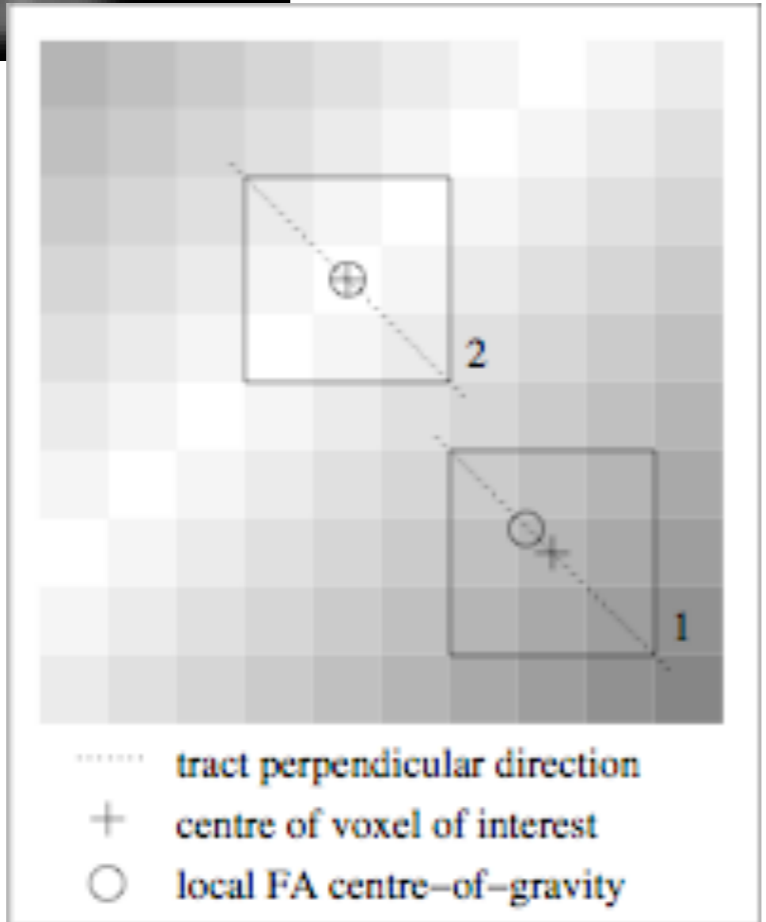 2
1
tract perpendicular direction
centre of voxel of interest
local FA centre−of−gravity